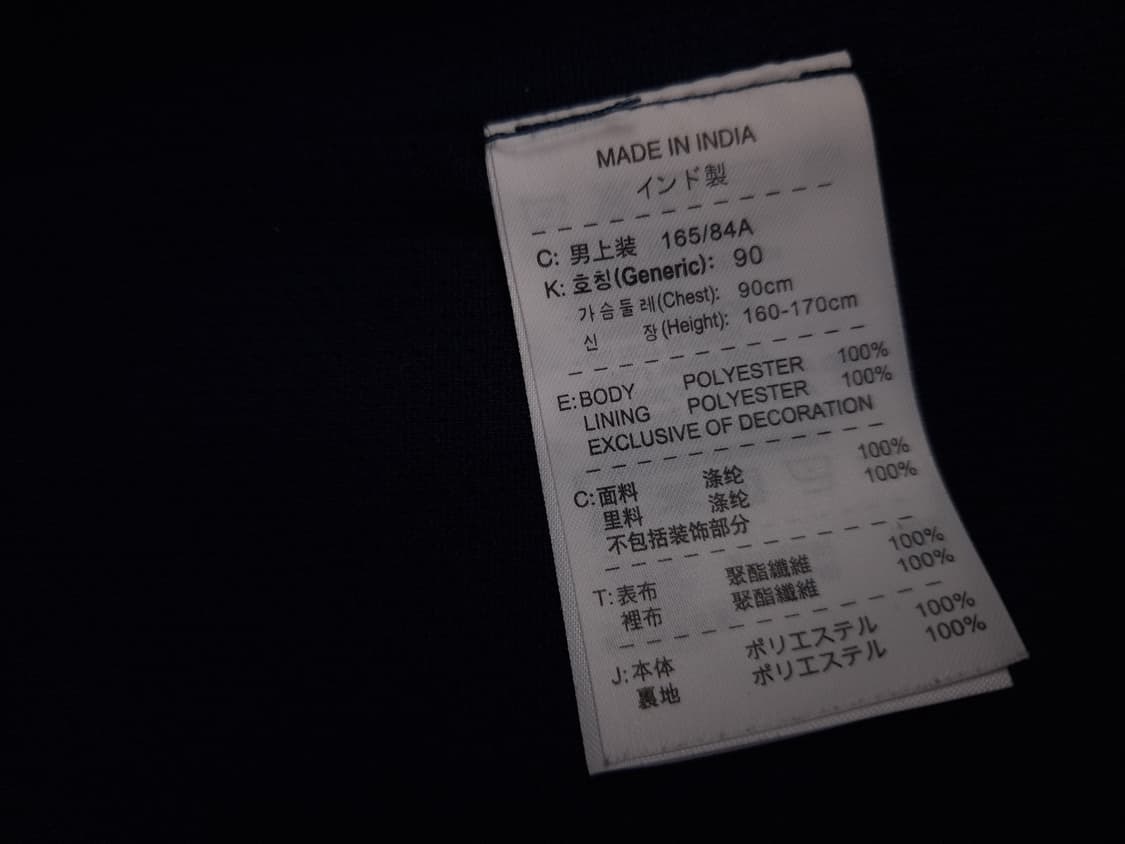 MADE IN INDIA
インド製
C: 男上装 165/84A
K: 호칭(Generic): 90
가슴둘레(Chest): 90cm
신 장(Height): 160-170cm
E: BODY POLYESTER 100%
LINING POLYESTER 100%
EXCLUSIVE OF DECORATION
C: 面料 涤纶 100%
里料 涤纶 100%
不包括装饰部分
T: 表布 聚酯纖維 100%
裡布 聚酯纖維 100%
J: 本体 ポリエステル 100%
裏地 ポリエステル 100%